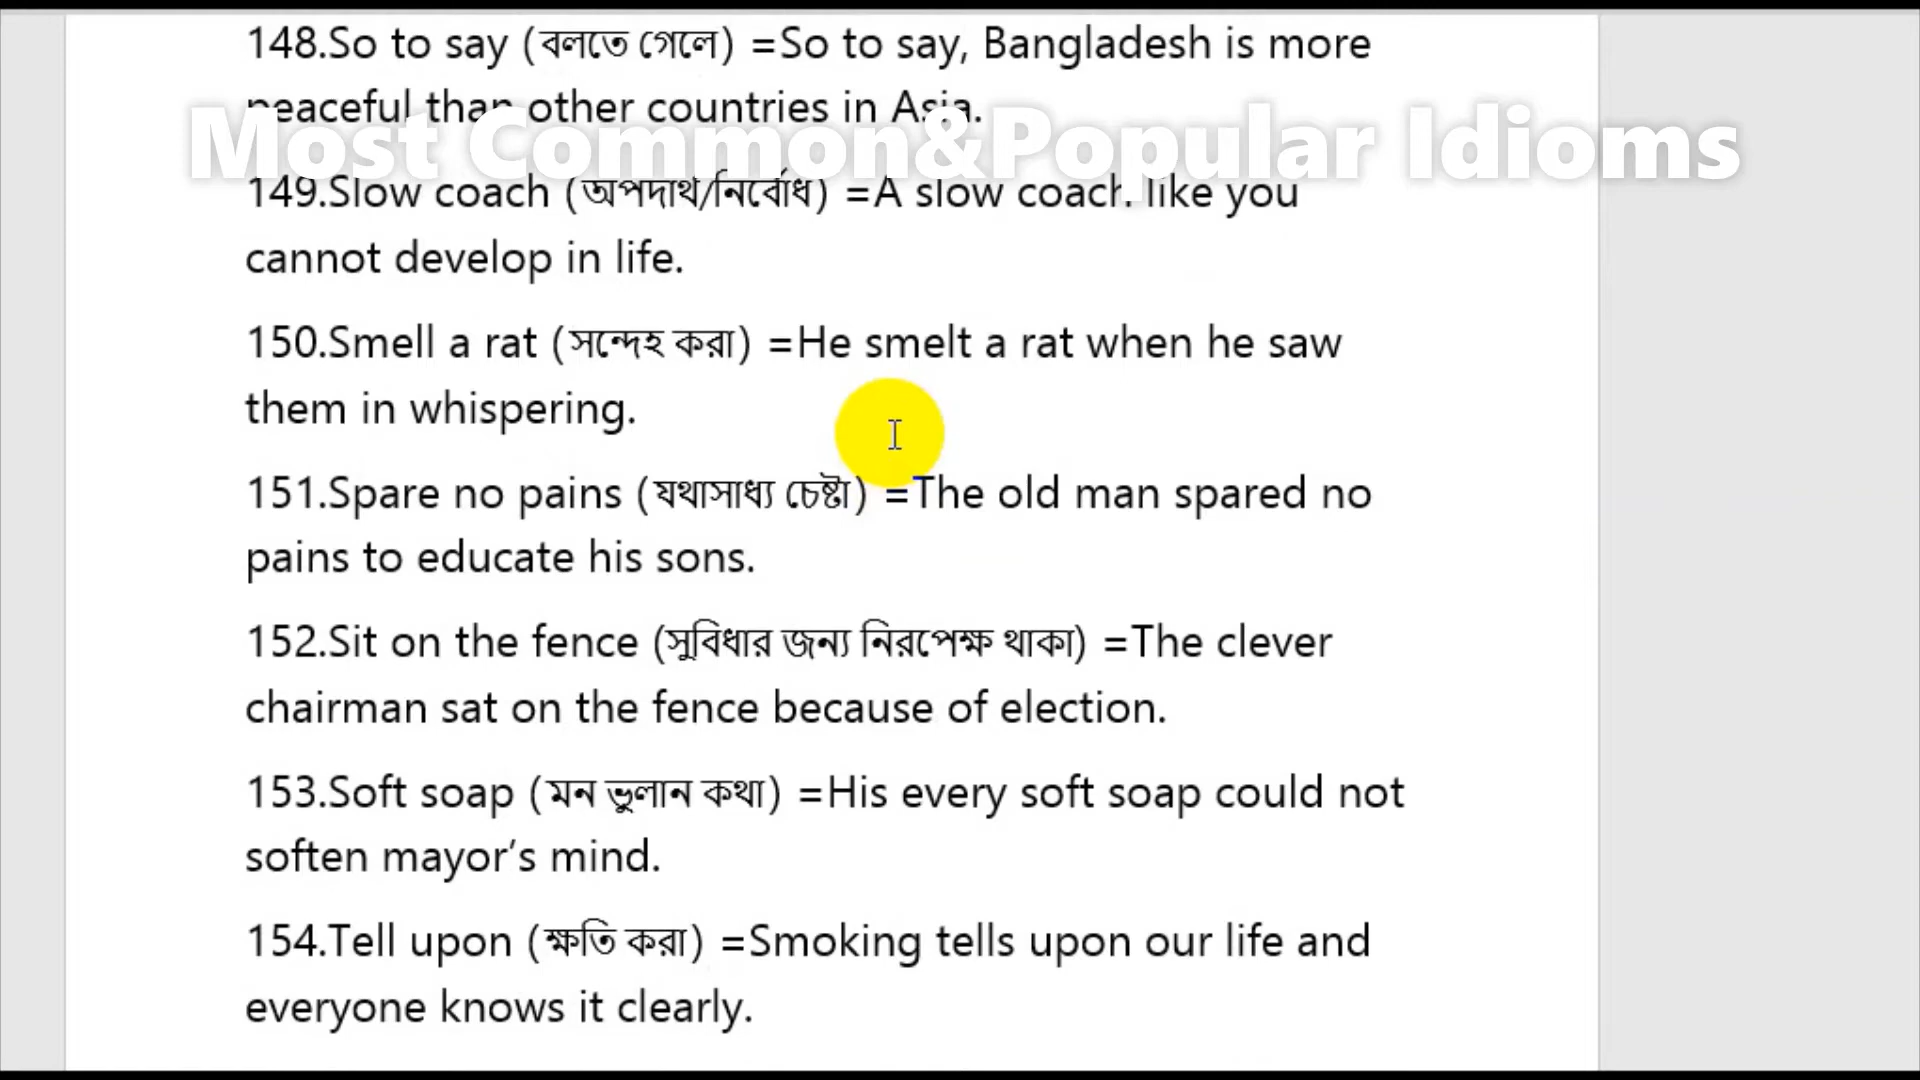 148.So to say (বলতে গেলে) =So to say, Bangladesh is more
peaceful than other countries in Asia.
Most Common&Popular Idioms
149.Slow coach (অপদার্থ/নির্বোধ) =A slow coach like you
cannot develop in life.
150.Smell a rat (সন্দেহ করা) =He smelt a rat when he saw
them in whispering.
151.Spare no pains (যথাসাধ্য চেষ্টা) =The old man spared no
pains to educate his sons.
152.Sit on the fence (সুবিধার জন্য নিরপেক্ষ থাকা) =The clever
chairman sat on the fence because of election.
153.Soft soap (মন ভুলান কথা) =His every soft soap could not
soften mayor’s mind.
154.Tell upon (ক্ষতি করা) =Smoking tells upon our life and
everyone knows it clearly.